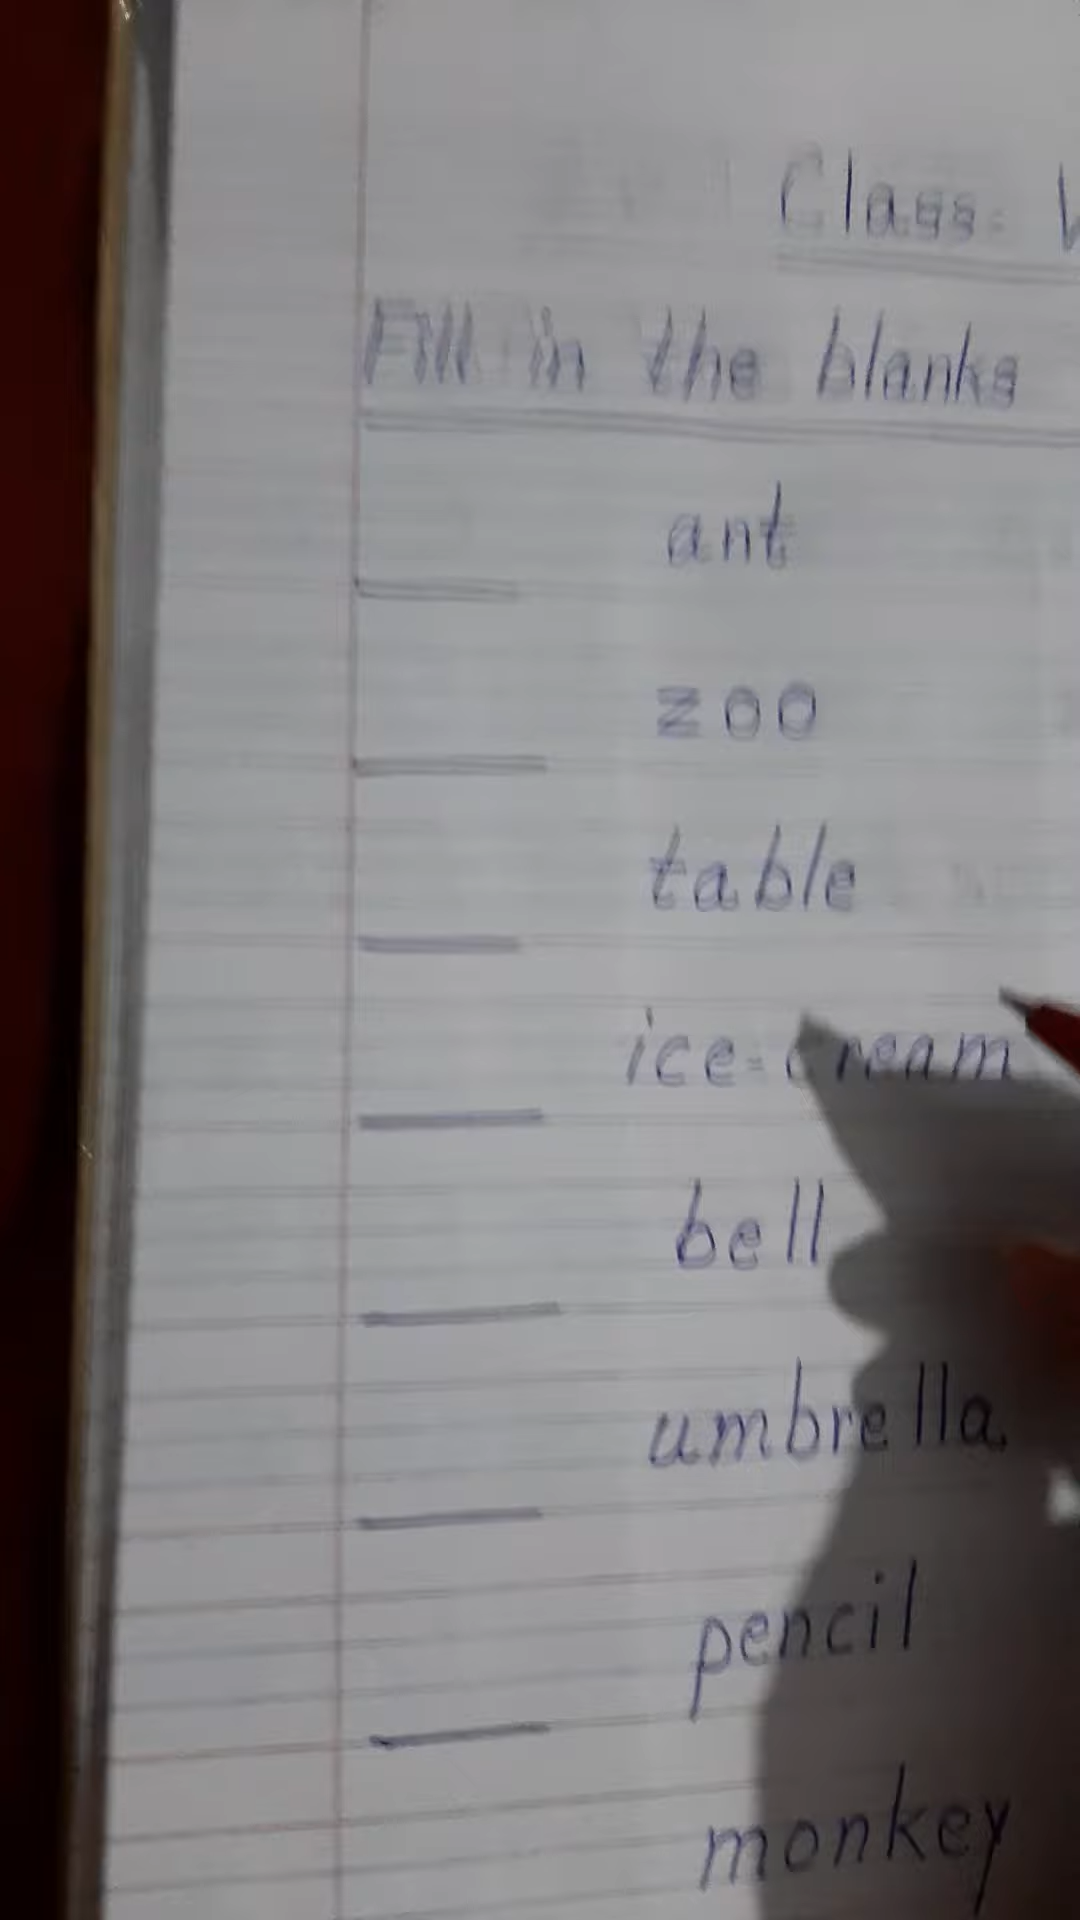 Class
Fill in the blanks
ant
zoo
table
ice-cream
bell
umbrella
pencil
monkey